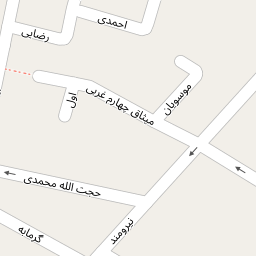 احمدی
رضایی
موسویان
اول
میثاق چهارم غربی
حجت الله محمدی
نیرومند
گرمابه